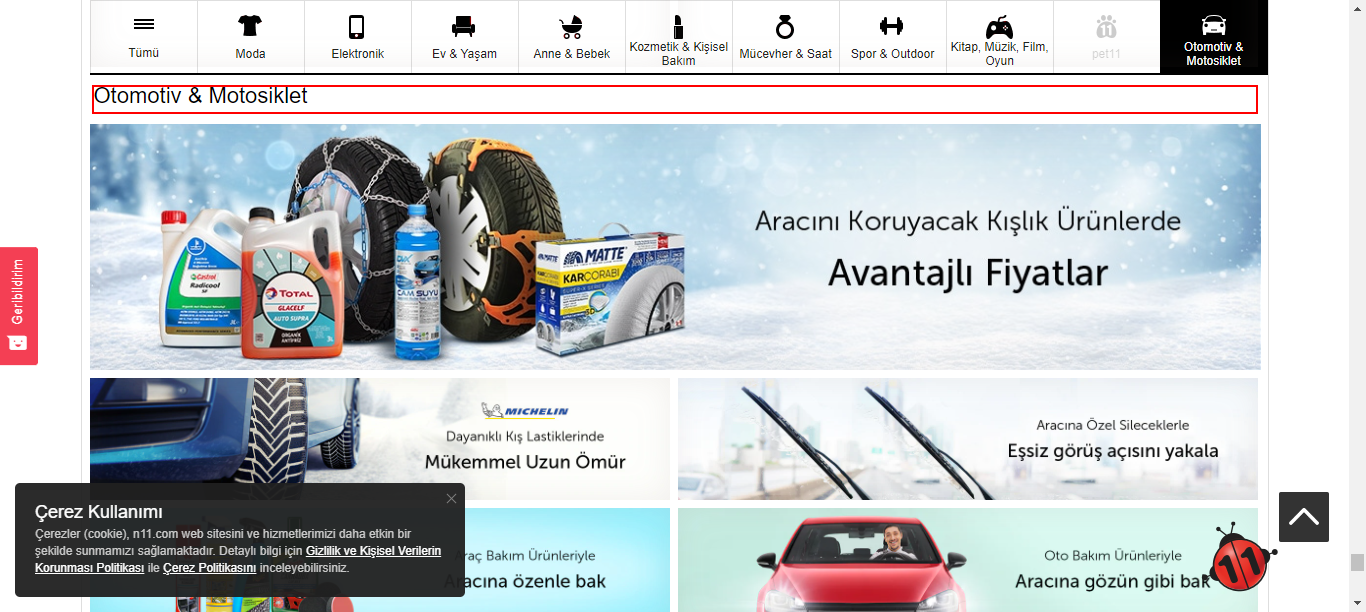 Tümü
Moda
Elektronik
Ev & Yaşam
Anne & Bebek
Kozmetik & Kişisel
Bakım
Mücevher & Saat
Spor & Outdoor
Kitap, Müzik, Film,
Oyun
pet11
Otomotiv &
Motosiklet
Otomotiv & Motosiklet
Aracını Koruyacak Kışlık Ürünlerde
Avantajlı Fiyatlar
Castrol
Radicool
TOTAL
GLACELF
AUTO SUPRA
ORGANİK
ANTİFRİZ
CAM SUYU
MATTE
KAR ÇORABI
Geribildirim
MICHELIN
Dayanıklı Kış Lastiklerinde
Mükemmel Uzun Ömür
Aracına Özel Sileceklerle
Eşsiz görüş açısını yakala
Çerez Kullanımı
Çerezler (cookie), n11.com web sitesini ve hizmetlerimizi daha etkin bir
şekilde sunmamızı sağlamaktadır. Detaylı bilgi için Gizlilik ve Kişisel Verilerin
Korunması Politikası ile Çerez Politikasını inceleyebilirsiniz.
Araç Bakım Ürünleriyle
Aracına özenle bak
Oto Bakım Ürünleriyle
Aracına gözün gibi bak
11